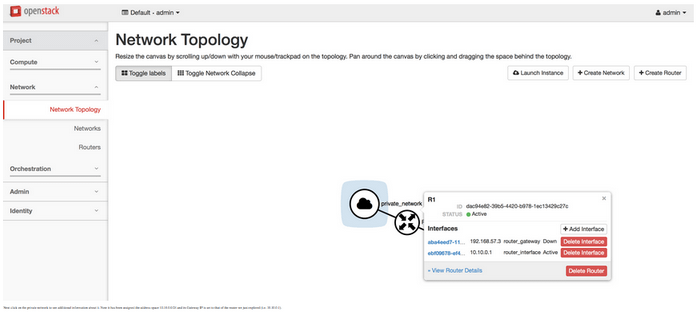 openstack
Default - admin
admin
Project
Compute
Network
Network Topology
Networks
Routers
Orchestration
Admin
Identity
Network Topology
Resize the canvas by scrolling up/down with your mouse/trackpad on the topology. Pan around the canvas by clicking and dragging the space behind the topology.
Toggle labels
Toggle Network Collapse
Launch Instance
+ Create Network
+ Create Router
private_network
R1
ID dac94e82-39b5-4420-b978-1ec13429c27c
STATUS Active
Interfaces
+ Add Interface
aba4eed7-11... 192.168.57.3 router_gateway Down Delete Interface
ebf09878-ef4... 10.10.0.1 router_interface Active Delete Interface
» View Router Details
Delete Router